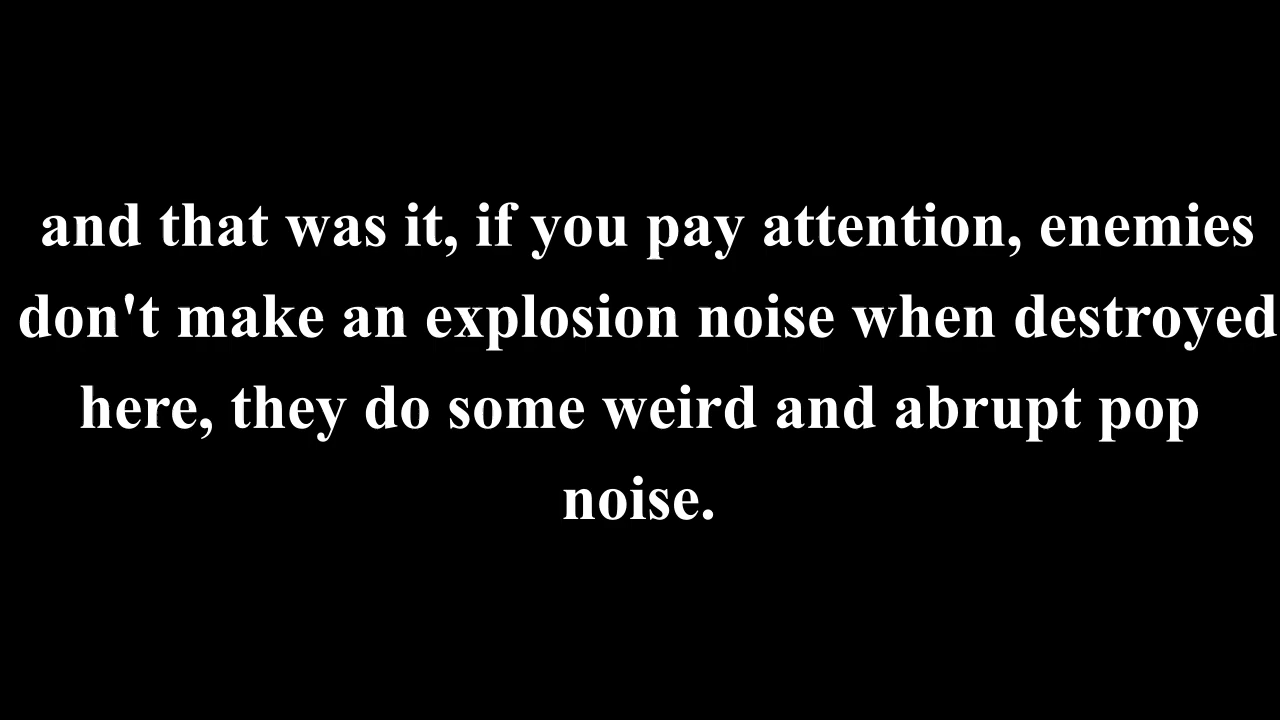 and that was it, if you pay attention, enemies
don't make an explosion noise when destroyed
here, they do some weird and abrupt pop
noise.